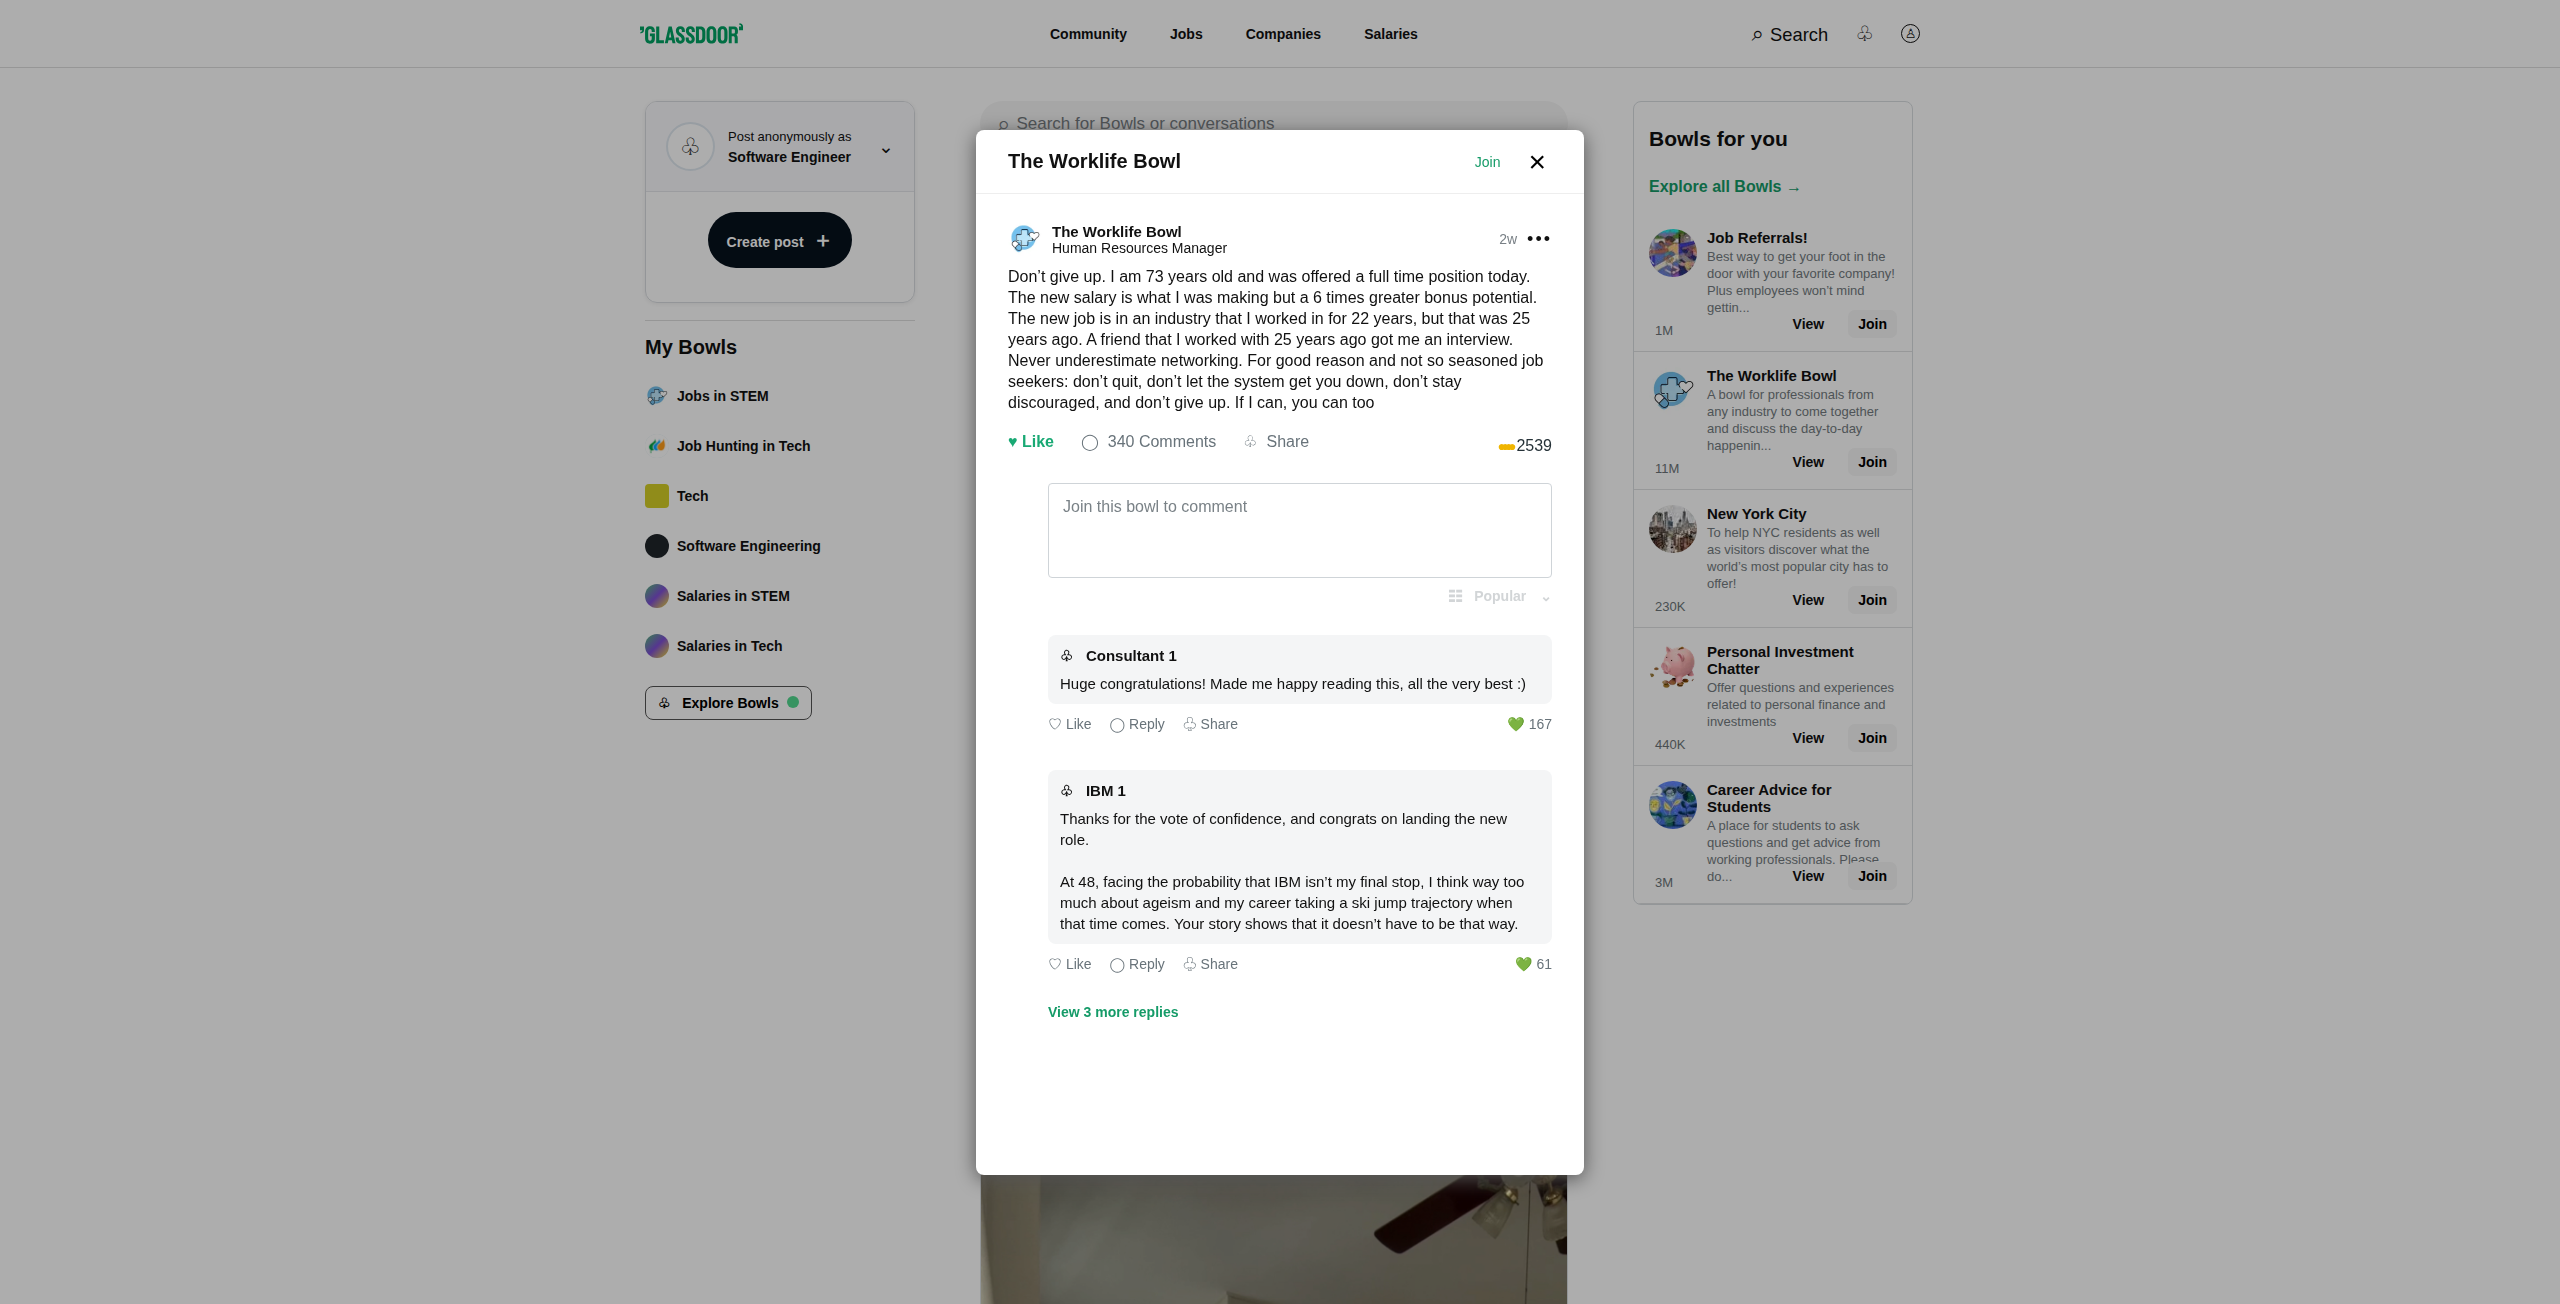 GLASSDOOR
Community
Jobs
Companies
Salaries
Search
Post anonymously as
Software Engineer
Create post +
My Bowls
Jobs in STEM
Job Hunting in Tech
Tech
Software Engineering
Salaries in STEM
Salaries in Tech
Explore Bowls
Search for Bowls or conversations
The Worklife Bowl
Join
The Worklife Bowl
Human Resources Manager
2w
Don’t give up. I am 73 years old and was offered a full time position today.
The new salary is what I was making but a 6 times greater bonus potential.
The new job is in an industry that I worked in for 22 years, but that was 25
years ago. A friend that I worked with 25 years ago got me an interview.
Never underestimate networking. For good reason and not so seasoned job
seekers: don’t quit, don’t let the system get you down, don’t stay
discouraged, and don’t give up. If I can, you can too
♥ Like
340 Comments
Share
2539
Join this bowl to comment
Popular
Consultant 1
Huge congratulations! Made me happy reading this, all the very best :)
Like
Reply
Share
167
IBM 1
Thanks for the vote of confidence, and congrats on landing the new
role.
At 48, facing the probability that IBM isn’t my final stop, I think way too
much about ageism and my career taking a ski jump trajectory when
that time comes. Your story shows that it doesn’t have to be that way.
Like
Reply
Share
61
View 3 more replies
Bowls for you
Explore all Bowls →
Job Referrals!
Best way to get your foot in the
door with your favorite company!
Plus employees won’t mind
gettin...
1M
View
Join
The Worklife Bowl
A bowl for professionals from
any industry to come together
and discuss the day-to-day
happenin...
11M
View
Join
New York City
To help NYC residents as well
as visitors discover what the
world’s most popular city has to
offer!
230K
View
Join
Personal Investment
Chatter
Offer questions and experiences
related to personal finance and
investments
440K
View
Join
Career Advice for
Students
A place for students to ask
questions and get advice from
working professionals. Please
do...
3M
View
Join